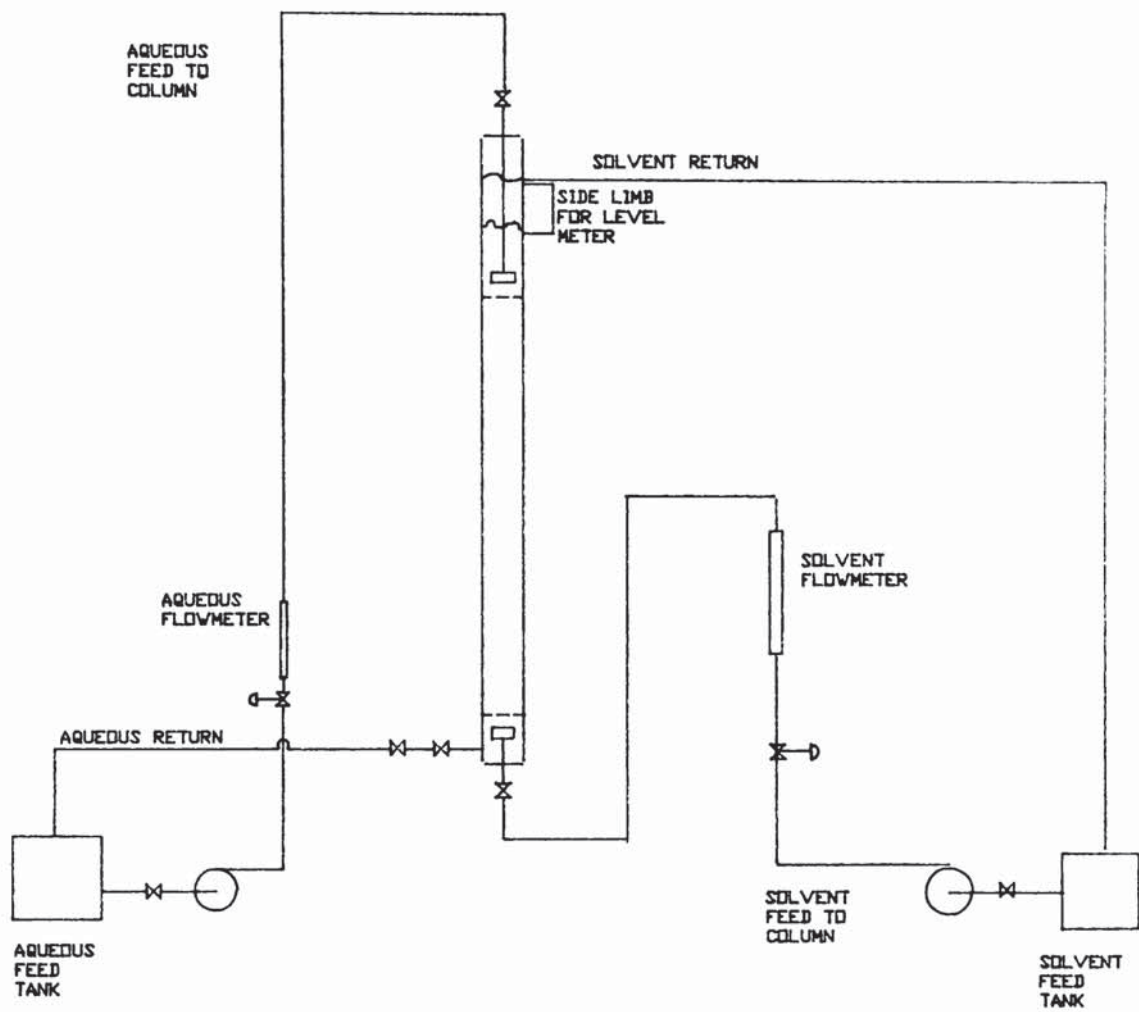 AQUEOUS
FEED TO
COLUMN
SOLVENT RETURN
SIDE LIMB
FOR LEVEL
METER
SOLVENT
FLOWMETER
AQUEOUS
FLOWMETER
AQUEOUS RETURN
SOLVENT
FEED TO
COLUMN
AQUEOUS
FEED
TANK
SOLVENT
FEED
TANK